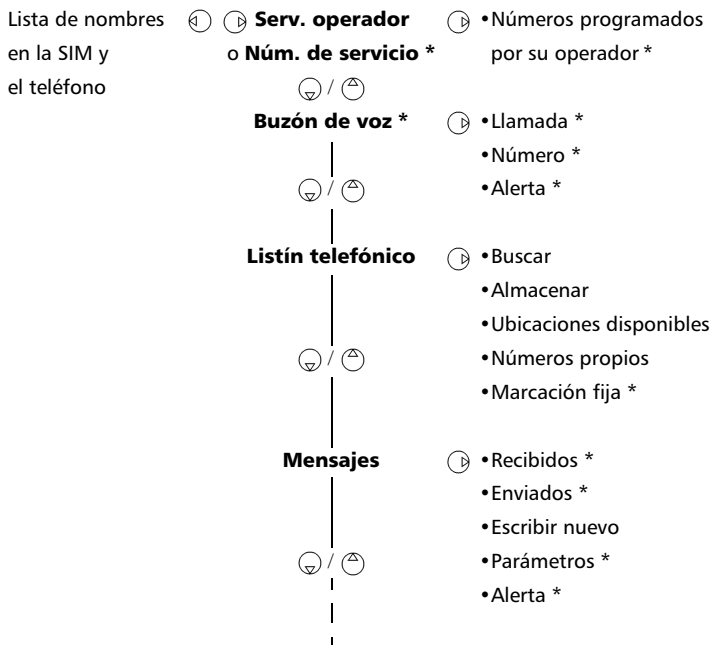 Lista de nombres
en la SIM y
el teléfono
Serv. operador
o Núm. de servicio *
•Números programados
por su operador *
/
Buzón de voz *
•Llamada *
•Número *
•Alerta *
/
Listín telefónico
•Buscar
•Almacenar
•Ubicaciones disponibles
•Números propios
•Marcación fija *
/
Mensajes
•Recibidos *
•Enviados *
•Escribir nuevo
•Parámetros *
•Alerta *
/